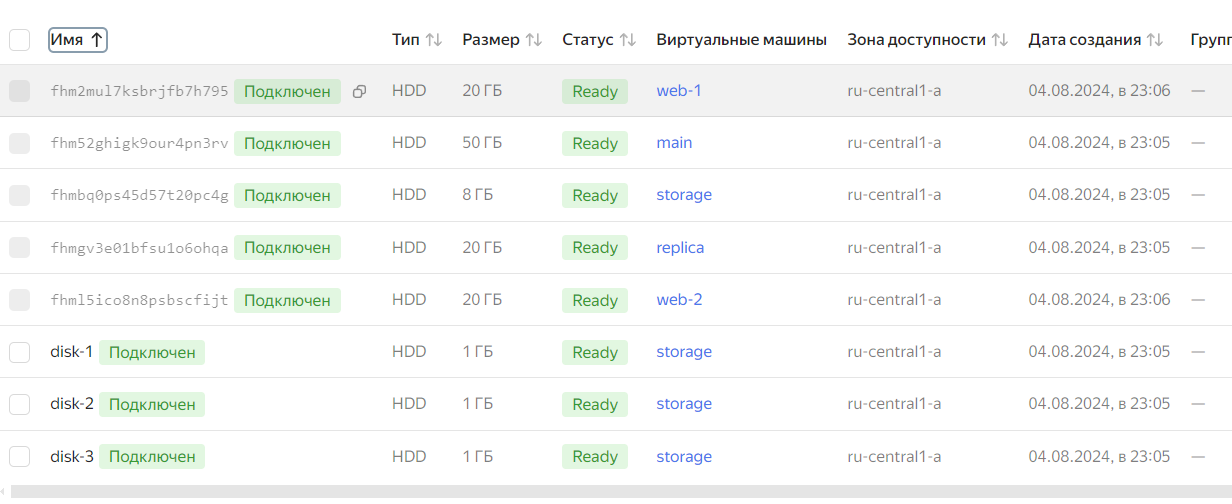 Имя ↑ Тип Размер Статус Виртуальные машины Зона доступности Дата создания Групп
fhm2mul7ksbrjfb7h795 Подключен HDD 20 ГБ Ready web-1 ru-central1-a 04.08.2024, в 23:06 —
fhm52ghigk9our4pn3rv Подключен HDD 50 ГБ Ready main ru-central1-a 04.08.2024, в 23:05 —
fhmbq0ps45d57t20pc4g Подключен HDD 8 ГБ Ready storage ru-central1-a 04.08.2024, в 23:05 —
fhmgv3e01bfsu1o6ohqa Подключен HDD 20 ГБ Ready replica ru-central1-a 04.08.2024, в 23:05 —
fhml5ico8n8psbscfijt Подключен HDD 20 ГБ Ready web-2 ru-central1-a 04.08.2024, в 23:06 —
disk-1 Подключен HDD 1 ГБ Ready storage ru-central1-a 04.08.2024, в 23:05 —
disk-2 Подключен HDD 1 ГБ Ready storage ru-central1-a 04.08.2024, в 23:05 —
disk-3 Подключен HDD 1 ГБ Ready storage ru-central1-a 04.08.2024, в 23:05 —